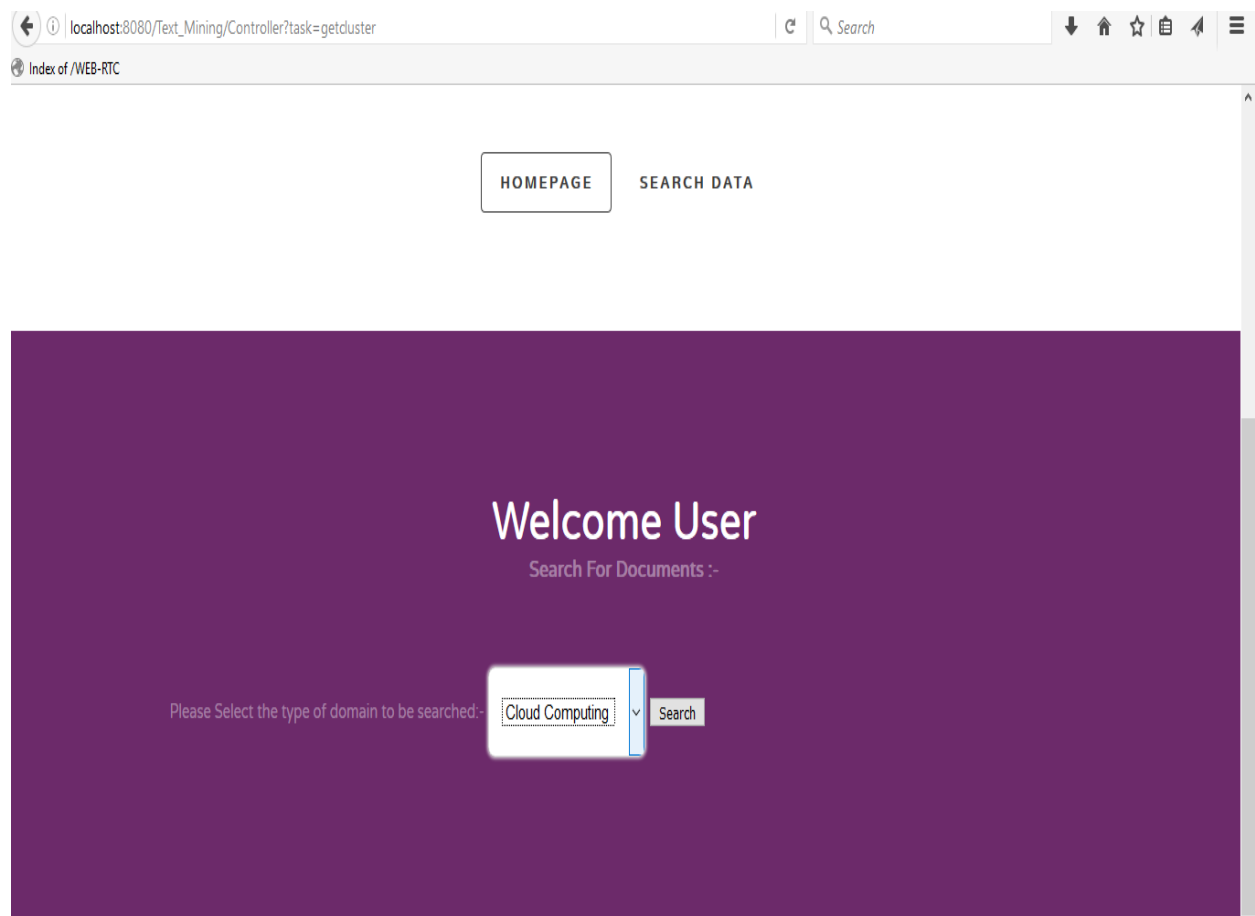 localhost:8080/Text_Mining/Controller?task=getcluster Search
Index of /WEB-RTC
HOMEPAGE SEARCH DATA
Welcome User
Search For Documents :-
Please Select the type of domain to be searched:- Cloud Computing Search